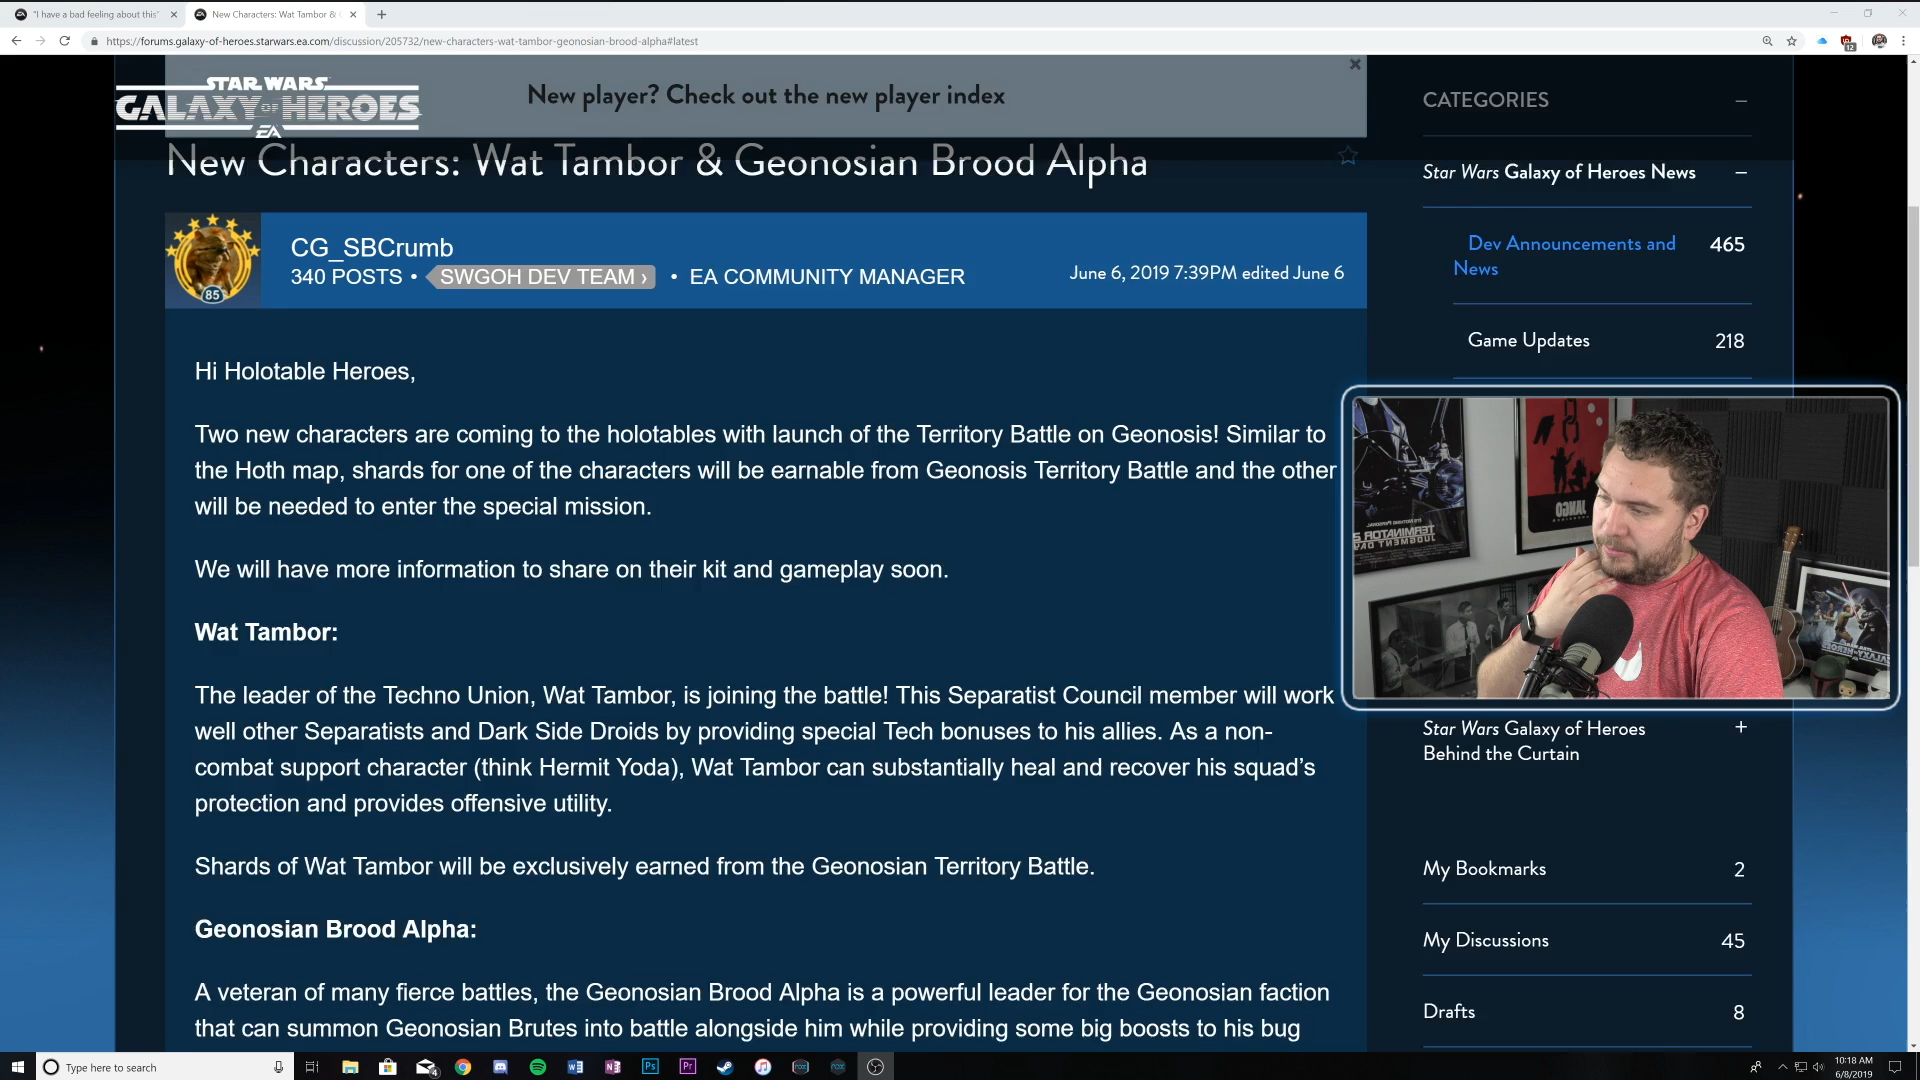 "I have a bad feeling about this"
New Characters: Wat Tambor &
https://forums.galaxy-of-heroes.starwars.ea.com/discussion/205732/new-characters-wat-tambor-geonosian-brood-alpha#latest
12
STAR WARS
GALAXY OF HEROES
EA
New player? Check out the new player index
New Characters: Wat Tambor & Geonosian Brood Alpha
CG_SBCrumb
340 POSTS • SWGOH DEV TEAM › • EA COMMUNITY MANAGER
June 6, 2019 7:39PM edited June 6
85
Hi Holotable Heroes,
Two new characters are coming to the holotables with launch of the Territory Battle on Geonosis! Similar to
the Hoth map, shards for one of the characters will be earnable from Geonosis Territory Battle and the other
will be needed to enter the special mission.
We will have more information to share on their kit and gameplay soon.
Wat Tambor:
The leader of the Techno Union, Wat Tambor, is joining the battle! This Separatist Council member will work
well other Separatists and Dark Side Droids by providing special Tech bonuses to his allies. As a non-
combat support character (think Hermit Yoda), Wat Tambor can substantially heal and recover his squad's
protection and provides offensive utility.
Shards of Wat Tambor will be exclusively earned from the Geonosian Territory Battle.
Geonosian Brood Alpha:
A veteran of many fierce battles, the Geonosian Brood Alpha is a powerful leader for the Geonosian faction
that can summon Geonosian Brutes into battle alongside him while providing some big boosts to his bug
CATEGORIES
Star Wars Galaxy of Heroes News
Dev Announcements and
News
465
Game Updates 218
TERMINATOR 2
JUDGMENT DAY
JANGO
Star Wars Galaxy of Heroes
Behind the Curtain
My Bookmarks 2
My Discussions 45
Drafts 8
Type here to search
4
Ps
Pr
10:18 AM
6/8/2019